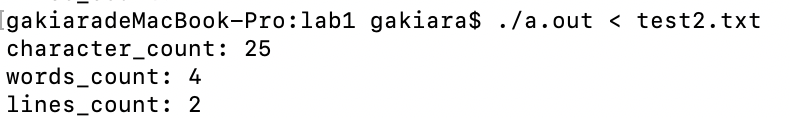 [gakiaradeMacBook-Pro:lab1 gakiara$ ./a.out < test2.txt
character_count: 25
words_count: 4
lines_count: 2